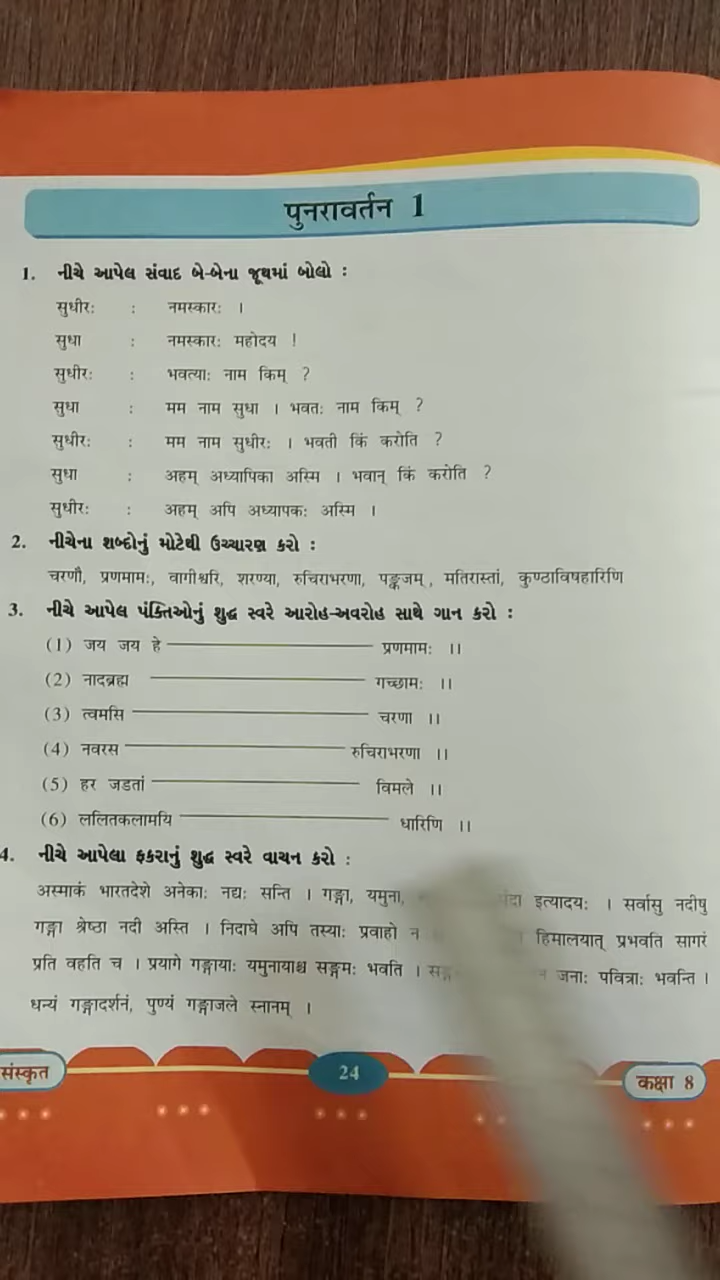 पुनरावर्तन 1
1. નીચે આપેલ સંવાદ બે-બેના જૂથમાં બોલો :
सुधीरः : नमस्कारः ।
सुधा : नमस्कारः महोदय !
सुधीरः : भवत्याः नाम किम् ?
सुधा : मम नाम सुधा । भवतः नाम किम् ?
सुधीरः : मम नाम सुधीरः । भवती किं करोति ?
सुधा : अहम् अध्यापिका अस्मि । भवान् किं करोति ?
सुधीरः : अहम् अपि अध्यापकः अस्मि ।
2. નીચેના શબ્દોનું મોટેથી ઉચ્ચારણ કરો :
चरणौ, प्रणमामः, वागीश्वरि, शरण्या, रुचिराभरणा, पङ्कजम्, मतिरास्तां, कुण्ठाविषहारिणि
3. નીચે આપેલ પંક્તિઓનું શુદ્ધ સ્વરે આરોહ-અવરોહ સાથે ગાન કરો :
(1) जय जय हे ——— प्रणमामः ।।
(2) नादब्रह्म ——— गच्छामः ।।
(3) त्वमसि ——— चरणा ।।
(4) नवरस ——— रुचिराभरणा ।।
(5) हर जडतां ——— विमले ।।
(6) ललितकलामयि ——— धारिणि ।।
4. નીચે આપેલા ફકરાનું શુદ્ધ સ્વરે વાચન કરો :
अस्माकं भारतदेशे अनेकाः नद्यः सन्ति । गङ्गा, यमुना, इत्यादयः । सर्वासु नदीषु
गङ्गा श्रेष्ठा नदी अस्ति । निदाघे अपि तस्याः प्रवाहो न । हिमालयात् प्रभवति सागरं
प्रति वहति च । प्रयागे गङ्गायाः यमुनायाश्च सङ्गमः भवति । जनाः पवित्राः भवन्ति ।
धन्यं गङ्गादर्शनं, पुण्यं गङ्गाजले स्नानम् ।
संस्कृत 24 कक्षा 8